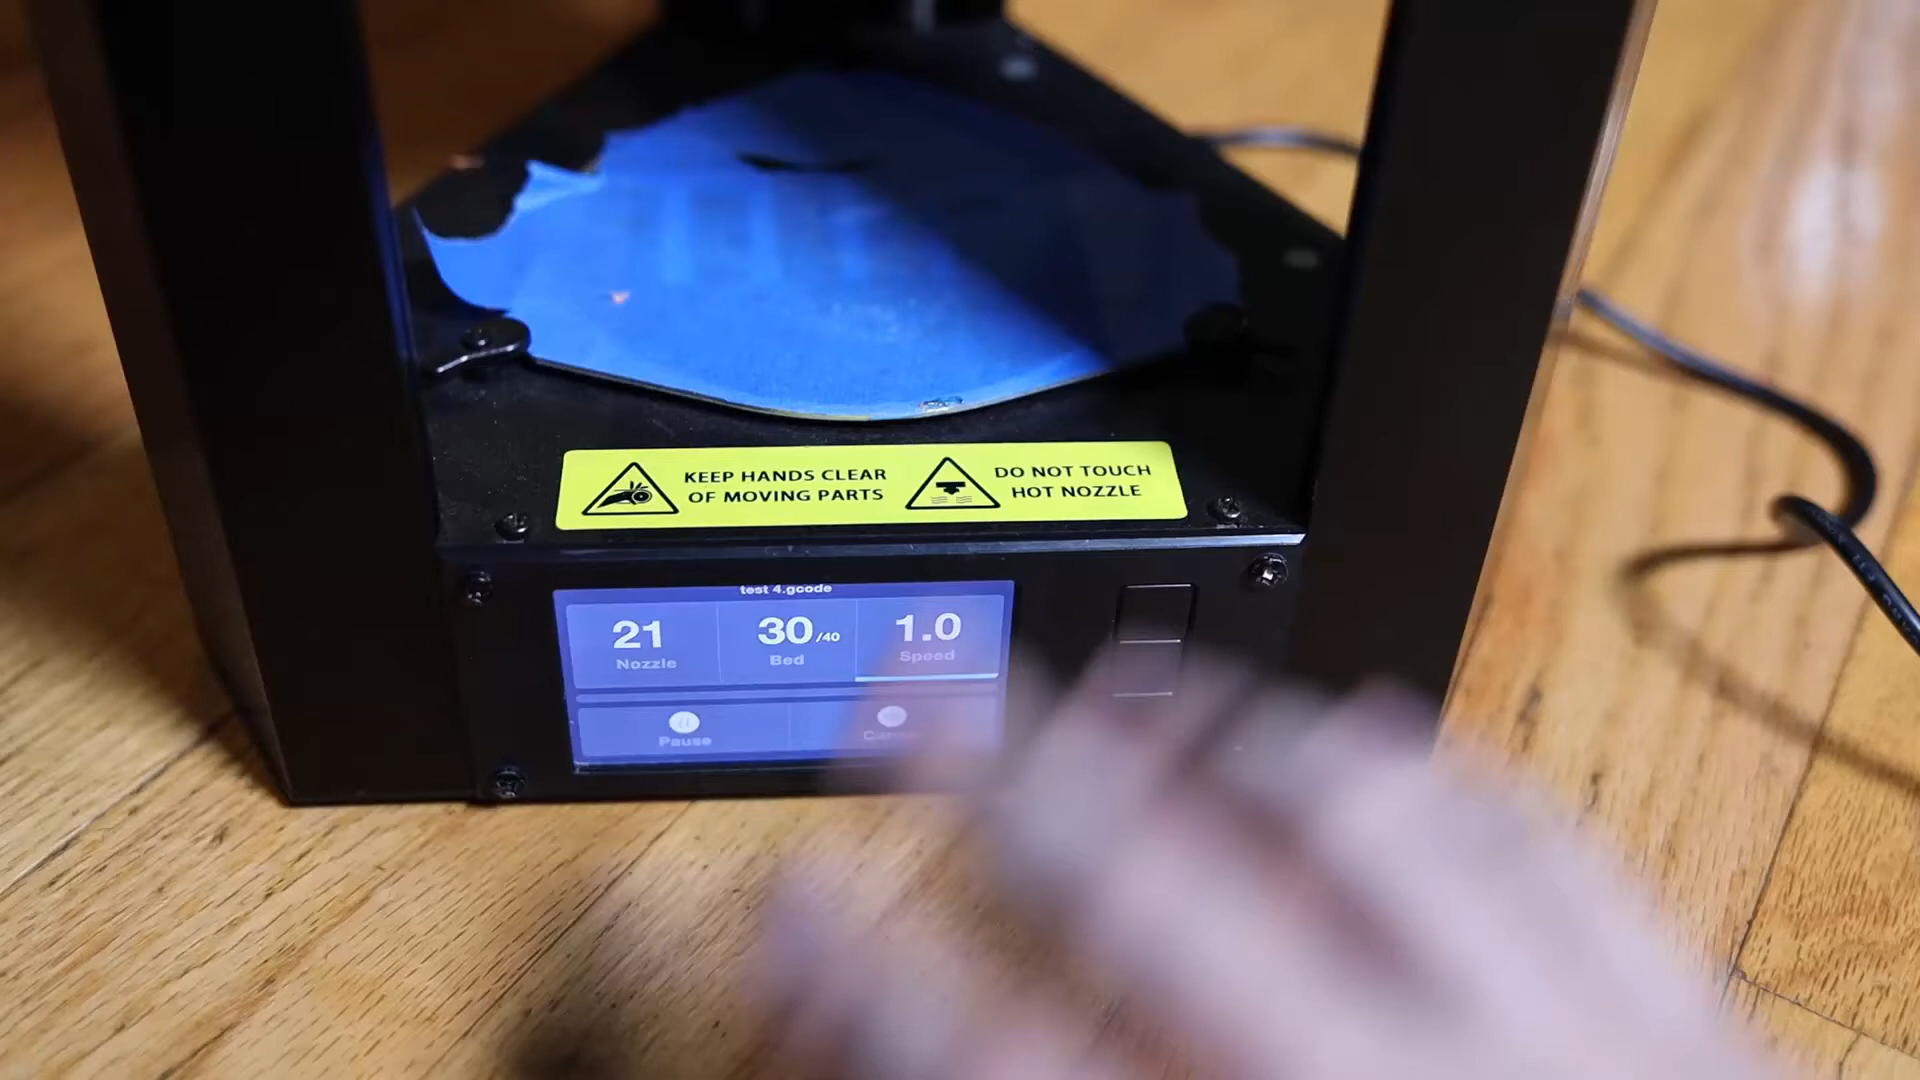 KEEP HANDS CLEAR
OF MOVING PARTS
DO NOT TOUCH
HOT NOZZLE
test 4.gcode
21
Nozzle
30/40
Bed
1.0
Speed
Pause